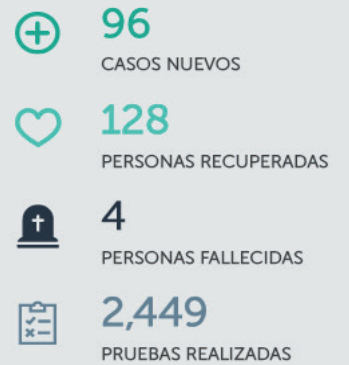 96
CASOS NUEVOS
128
PERSONAS RECUPERADAS
4
PERSONAS FALLECIDAS
2,449
PRUEBAS REALIZADAS